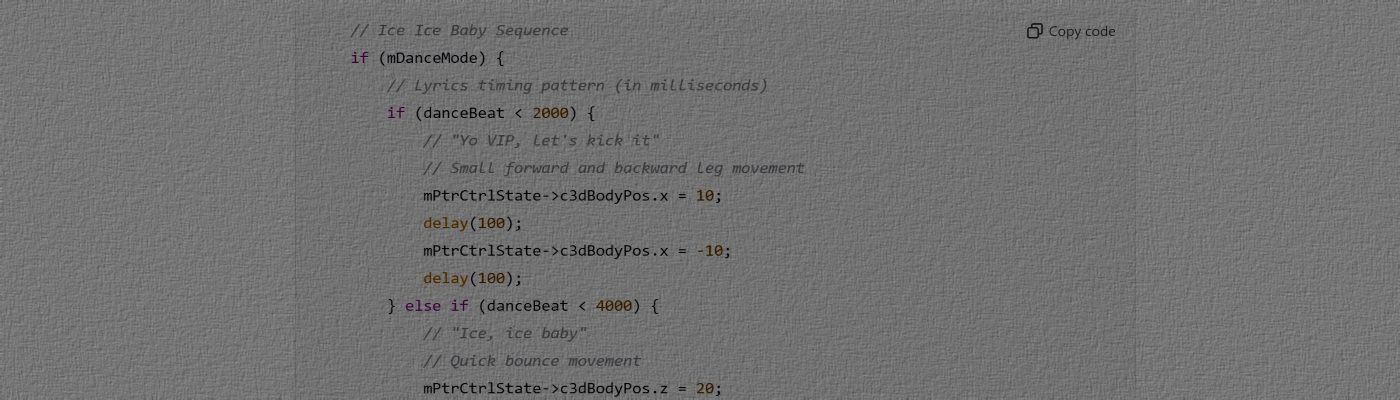 // Ice Ice Baby Sequence
Copy code
if (mDanceMode) {
// Lyrics timing pattern (in milliseconds)
if (danceBeat < 2000) {
// "Yo VIP, let's kick it"
// Small forward and backward leg movement
mPtrCtrlState->c3dBodyPos.x = 10;
delay(100);
mPtrCtrlState->c3dBodyPos.x = -10;
delay(100);
} else if (danceBeat < 4000) {
// "Ice, ice baby"
// Quick bounce movement
mPtrCtrlState->c3dBodyPos.z = 20;